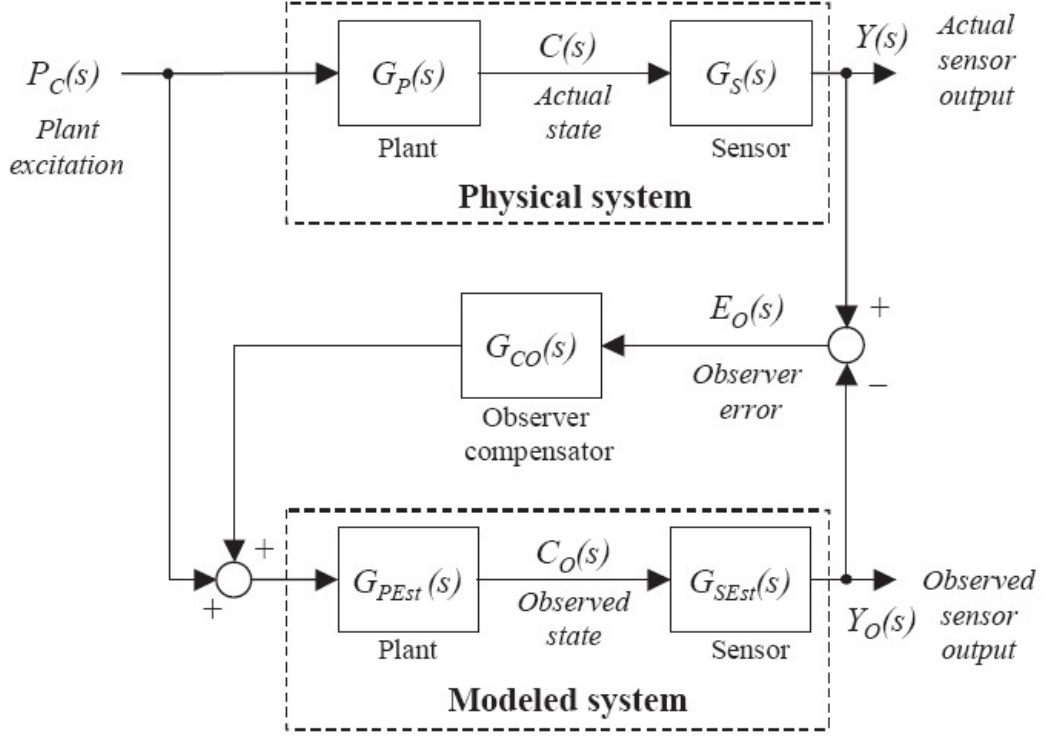 P_C(s)
Plant
excitation
G_P(s)
Plant
C(s)
Actual
state
G_S(s)
Sensor
Physical system
Y(s)
Actual
sensor
output
+
−
E_O(s)
Observer
error
G_CO(s)
Observer
compensator
+
+
G_PEst(s)
Plant
C_O(s)
Observed
state
G_SEst(s)
Sensor
Modeled system
Y_O(s)
Observed
sensor
output